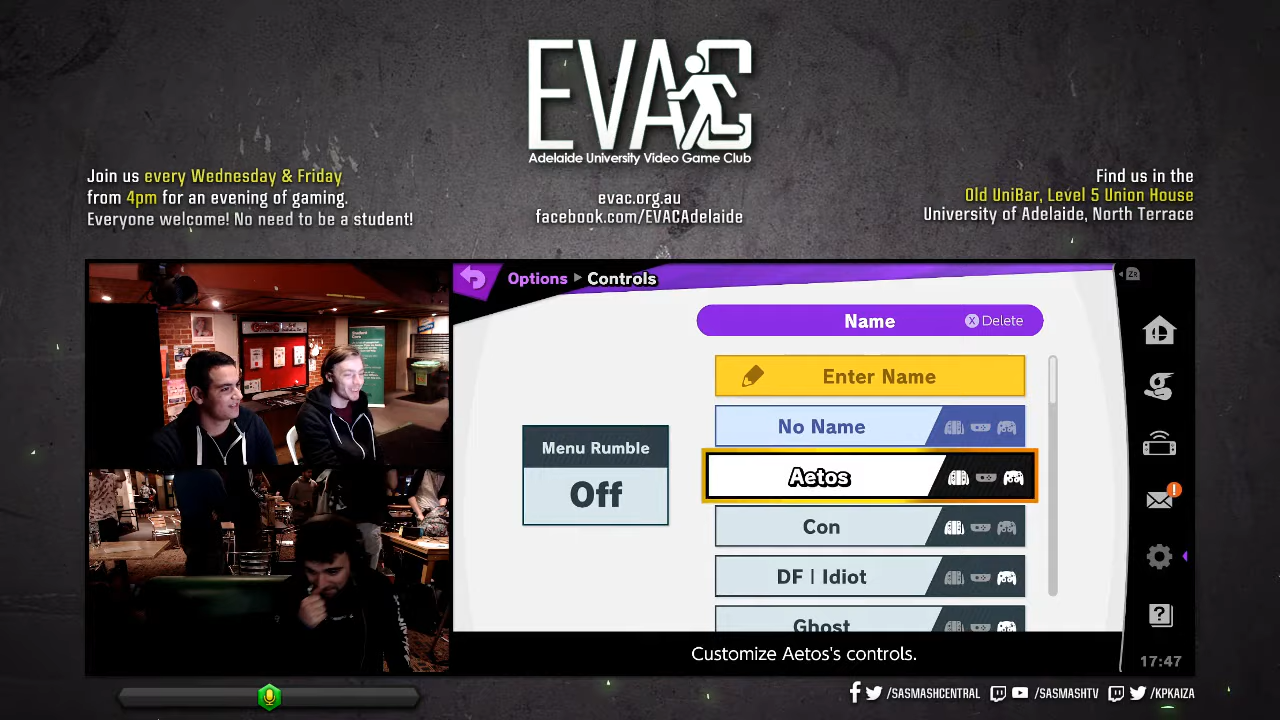 EVAC
Adelaide University Video Game Club
Join us every Wednesday & Friday
from 4pm for an evening of gaming.
Everyone welcome! No need to be a student!
evac.org.au
facebook.com/EVACAdelaide
Find us in the
Old UniBar, Level 5 Union House
University of Adelaide, North Terrace
Options ▸ Controls
ZR
Name
X Delete
Enter Name
No Name
Menu Rumble
Off
Aetos
Con
DF | Idiot
Ghost
Customize Aetos's controls.
17:47
/SASMASHCENTRAL
/SASMASHTV
/KPKAIZA